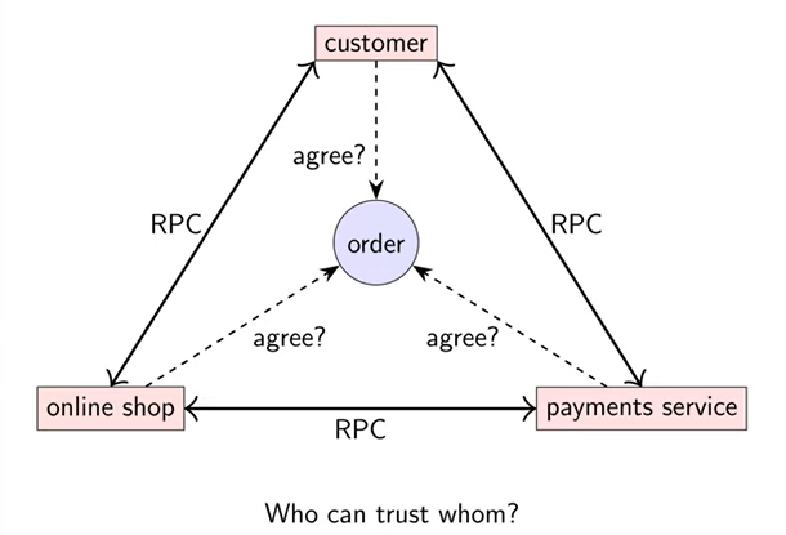 customer
agree?
RPC
RPC
order
agree?
agree?
online shop
payments service
RPC
Who can trust whom?